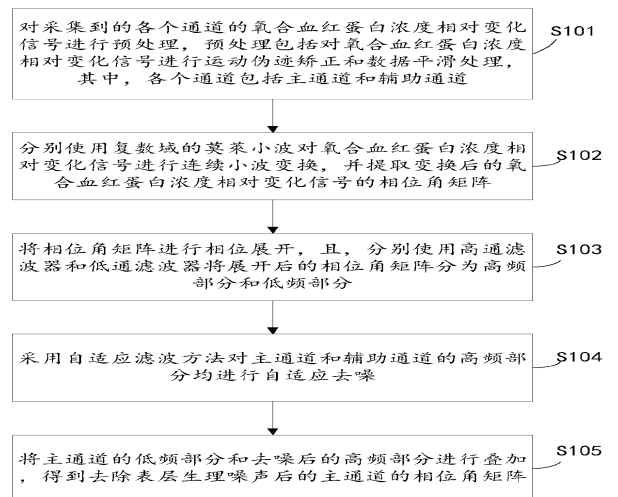 对采集到的各个通道的氧合血红蛋白浓度相对变化
信号进行预处理，预处理包括对氧合血红蛋白浓度
相对变化信号进行运动伪迹矫正和数据平滑处理，
其中，各个通道包括主通道和辅助通道
S101
分别使用复数域的莫莱小波对氧合血红蛋白浓度相
对变化信号进行连续小波变换，并提取变换后的氧
合血红蛋白浓度相对变化信号的相位角矩阵
S102
将相位角矩阵进行相位展开，且，分别使用高通滤
波器和低通滤波器将展开后的相位角矩阵分为高频
部分和低频部分
S103
采用自适应滤波方法对主通道和辅助通道的高频部
分均进行自适应去噪
S104
将主通道的低频部分和去噪后的高频部分进行叠加
，得到去除表层生理噪声后的主通道的相位角矩阵
S105